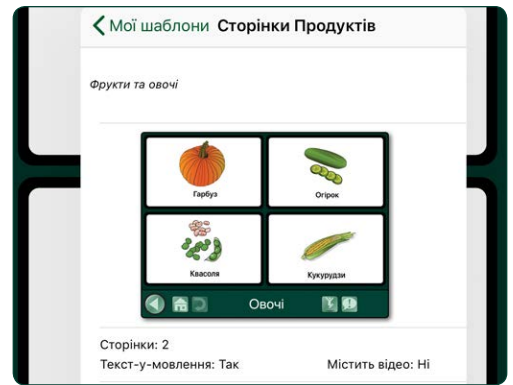 Мої шаблони Сторінки Продуктів
Фрукти та овочі
Гарбуз
Огірок
Квасоля
Кукурудзи
Овочі
Сторінки: 2
Текст-у-мовлення: Так
Містить відео: Ні